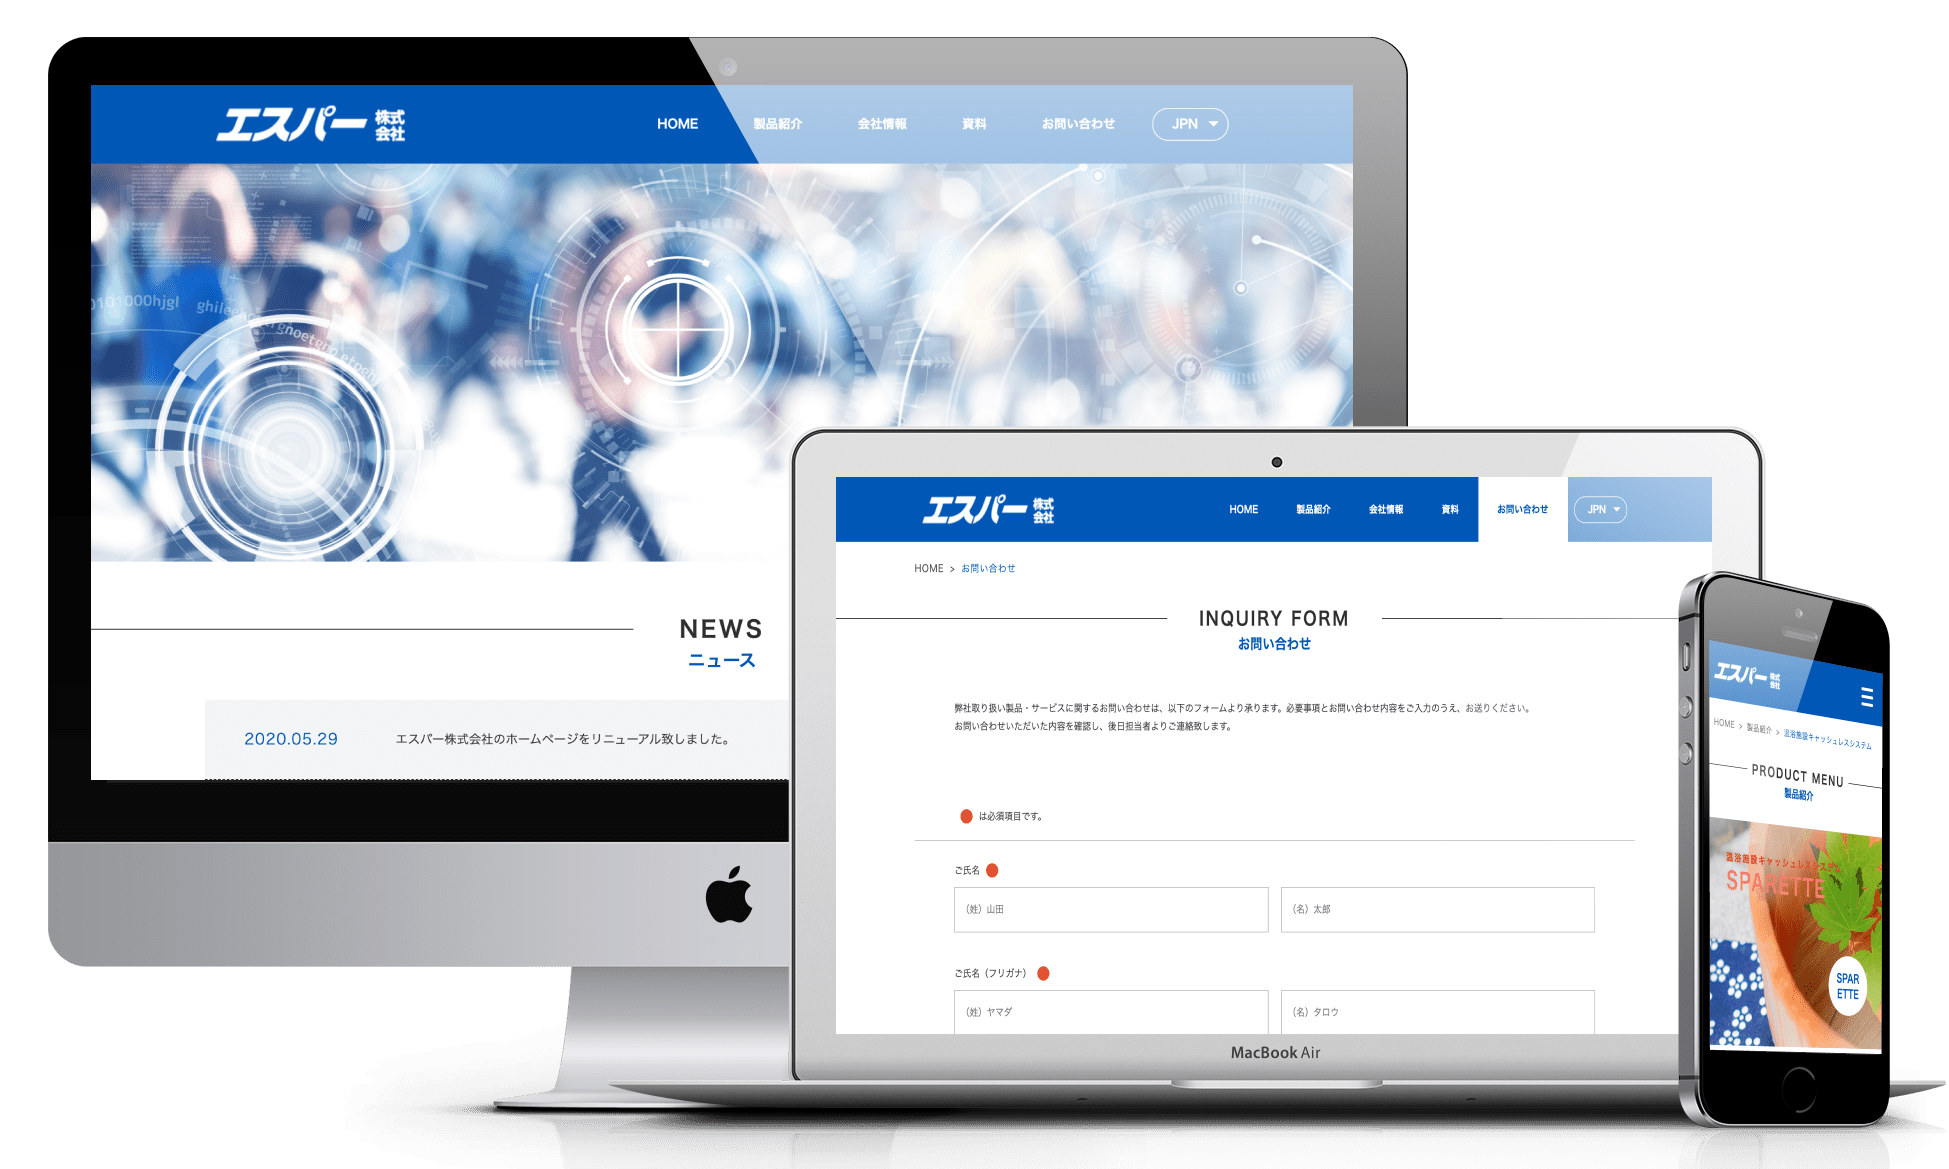 エスパー株式会社
HOME 製品紹介 会社情報 資料 お問い合わせ JPN
0101000hjgl
NEWS
ニュース
2020.05.29 エスパー株式会社のホームページをリニューアル致しました。
エスパー株式会社
HOME 製品紹介 会社情報 資料 お問い合わせ JPN
HOME > お問い合わせ
INQUIRY FORM
お問い合わせ
弊社取り扱い製品・サービスに関するお問い合わせは、以下のフォームより承ります。必要事項とお問い合わせ内容をご入力のうえ、お送りください。
お問い合わせいただいた内容を確認し、後日担当者よりご連絡致します。
は必須項目です。
ご氏名
(姓) 山田 (名) 太郎
ご氏名 (フリガナ)
(姓) ヤマダ (名) タロウ
MacBook Air
エスパー株式会社
HOME > 製品紹介 > 温浴施設キャッシュレスシステム
PRODUCT MENU
製品紹介
温浴施設キャッシュレスシステム
SPARETTE
SPAR
ETTE